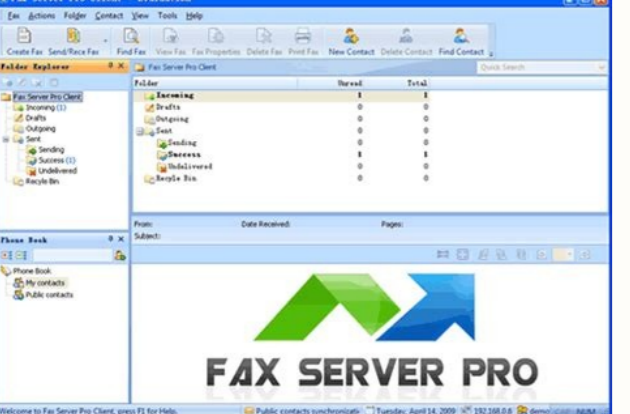 Fax Actions Folder Contact View Tools Help
Create Fax Send/Rece Fax Find Fax View Fax Fax Properties Delete Fax Print Fax New Contact Delete Contact Find Contact
Folder Explorer
Fax Server Pro Client
Quick Search
Folder Unread Total
Fax Server Pro Client
Incoming (1)
Drafts
Outgoing
Sent
Sending
Success (1)
Undelivered
Recyle Bin
Incoming 1 1
Drafts 0 0
Outgoing 0 0
Sent 0 0
Sending 0 0
Success 1 1
Undelivered 0 0
Recyle Bin 0 0
From: Date Received: Pages:
Subject:
Phone Book
Phone Book
My contacts
Public contacts
FAX SERVER PRO
Welcome to Fax Server Pro Client, press F1 for Help.
Public contacts synchronizati
Tuesday, April 14, 2009
192.168.0.8
demo
NUM